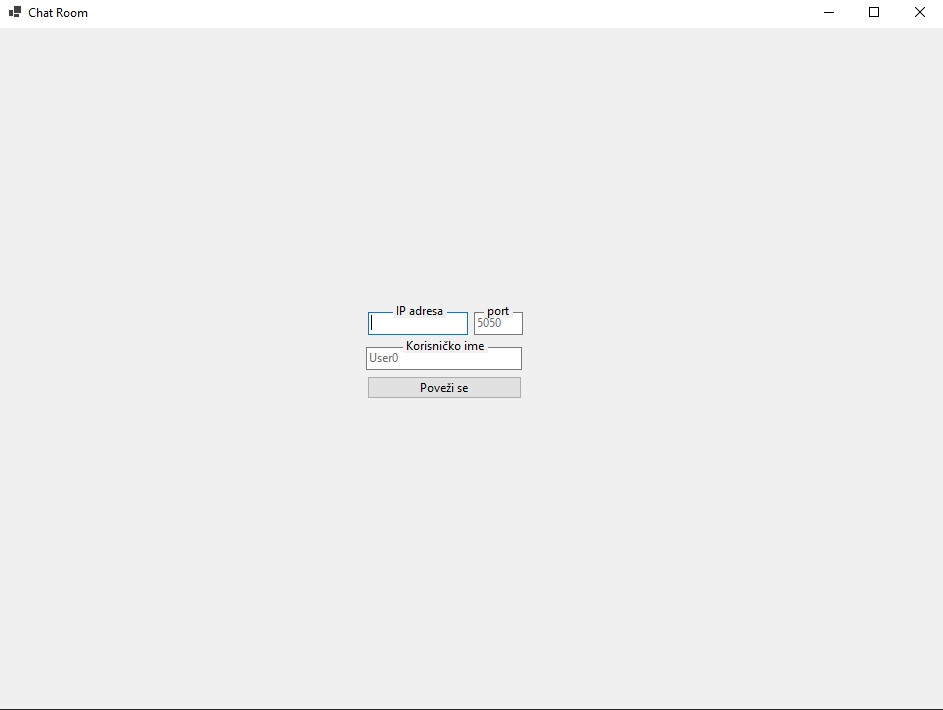 Chat Room
IP adresa
port
5050
Korisničko ime
User0
Poveži se